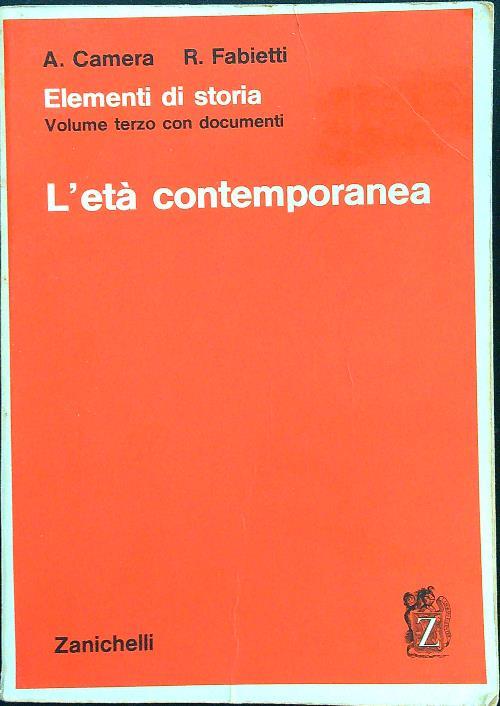 A. Camera R. Fabietti
Elementi di storia
Volume terzo con documenti
L'età contemporanea
Zanichelli
Z